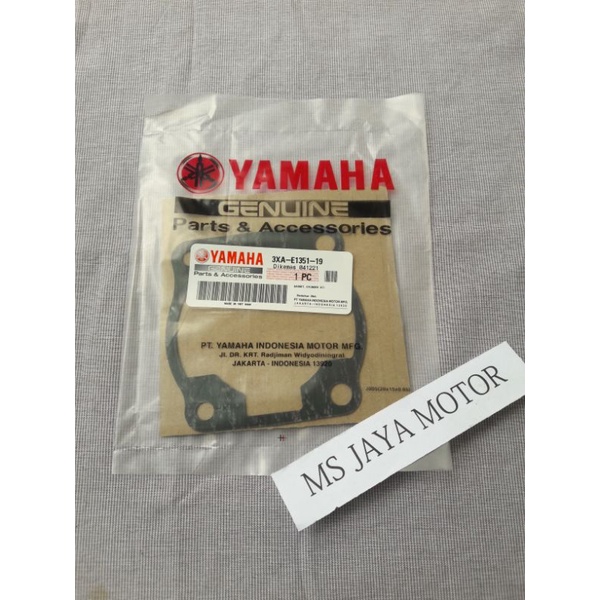 YAMAHA
GENUINE
Parts & Accessories
YAMAHA
3XA-E1351-19
GENUINE
Dikemas 041221
Parts & Accessories
1 PC
PT. YAMAHA INDONESIA MOTOR MFG.
JL. DR. KRT. Radjiman Widyodiningrat
JAKARTA - INDONESIA 13920
MS JAYA MOTOR